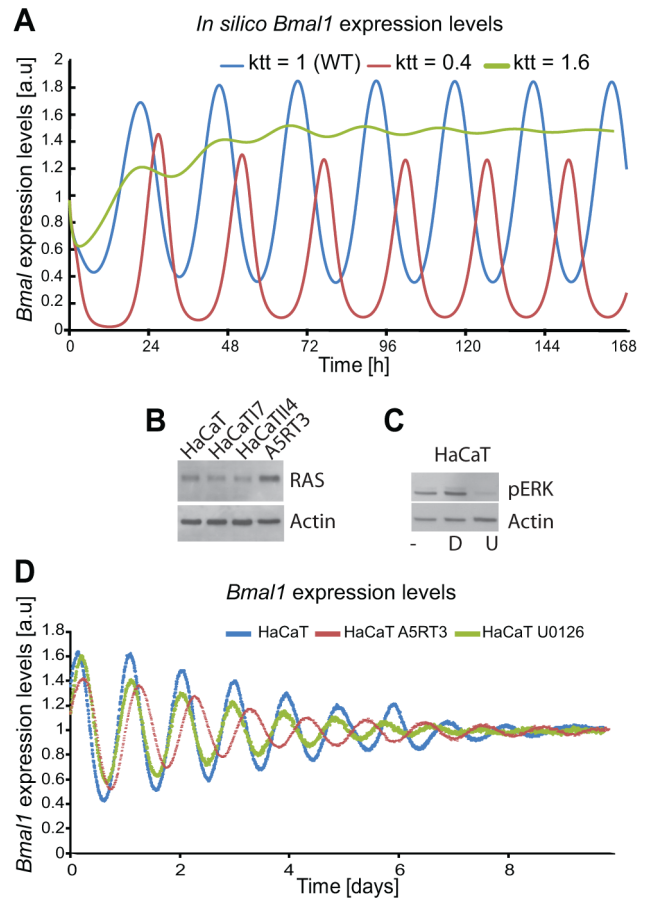 A
In silico Bmal1 expression levels
Bmal expression levels [a.u]
ktt = 1 (WT) ktt = 0.4 ktt = 1.6
2
1.8
1.6
1.4
1.2
1
0.8
0.6
0.4
0.2
0
0 24 48 72 96 120 144 168
Time [h]
B
HaCaT
HaCaTI7
HaCaTII4
A5RT3
RAS
Actin
C
HaCaT
pERK
Actin
- D U
D
Bmal1 expression levels
Bmal1 expression levels [a.u]
HaCaT HaCaT A5RT3 HaCaT U0126
1.8
1.6
1.4
1.2
1
0.8
0.6
0.4
0.2
0
0 2 4 6 8
Time [days]